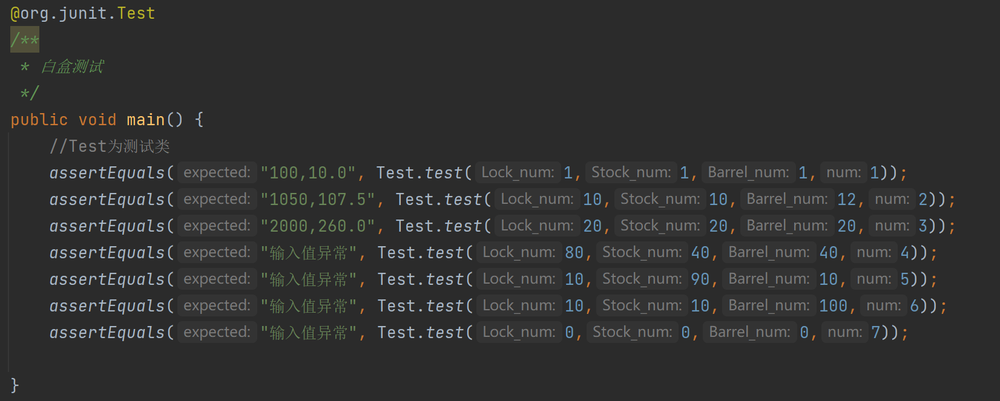 @org.junit.Test
/**
 * 白盒测试
 */
public void main() {
    //Test为测试类
    assertEquals( expected: "100,10.0", Test.test( Lock_num: 1, Stock_num: 1, Barrel_num: 1, num: 1));
    assertEquals( expected: "1050,107.5", Test.test( Lock_num: 10, Stock_num: 10, Barrel_num: 12, num: 2));
    assertEquals( expected: "2000,260.0", Test.test( Lock_num: 20, Stock_num: 20, Barrel_num: 20, num: 3));
    assertEquals( expected: "输入值异常", Test.test( Lock_num: 80, Stock_num: 40, Barrel_num: 40, num: 4));
    assertEquals( expected: "输入值异常", Test.test( Lock_num: 10, Stock_num: 90, Barrel_num: 10, num: 5));
    assertEquals( expected: "输入值异常", Test.test( Lock_num: 10, Stock_num: 10, Barrel_num: 100, num: 6));
    assertEquals( expected: "输入值异常", Test.test( Lock_num: 0, Stock_num: 0, Barrel_num: 0, num: 7));
}